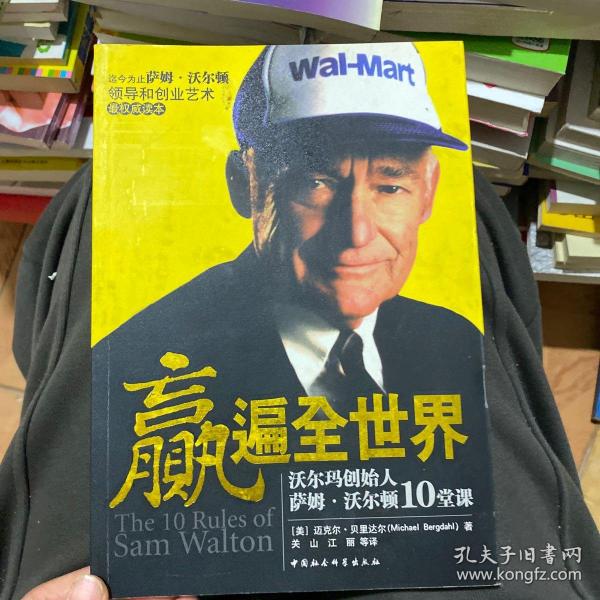 迄今为止萨姆·沃尔顿
领导和创业艺术
最权威读本
Wal-Mart
赢遍全世界
沃尔玛创始人
萨姆·沃尔顿10堂课
The 10 Rules of
Sam Walton
[美] 迈克尔·贝里达尔(Michael Bergdahl) 著
关 山 江 丽 等译
中国社会科学出版社
孔夫子旧书网
www.kongfz.com